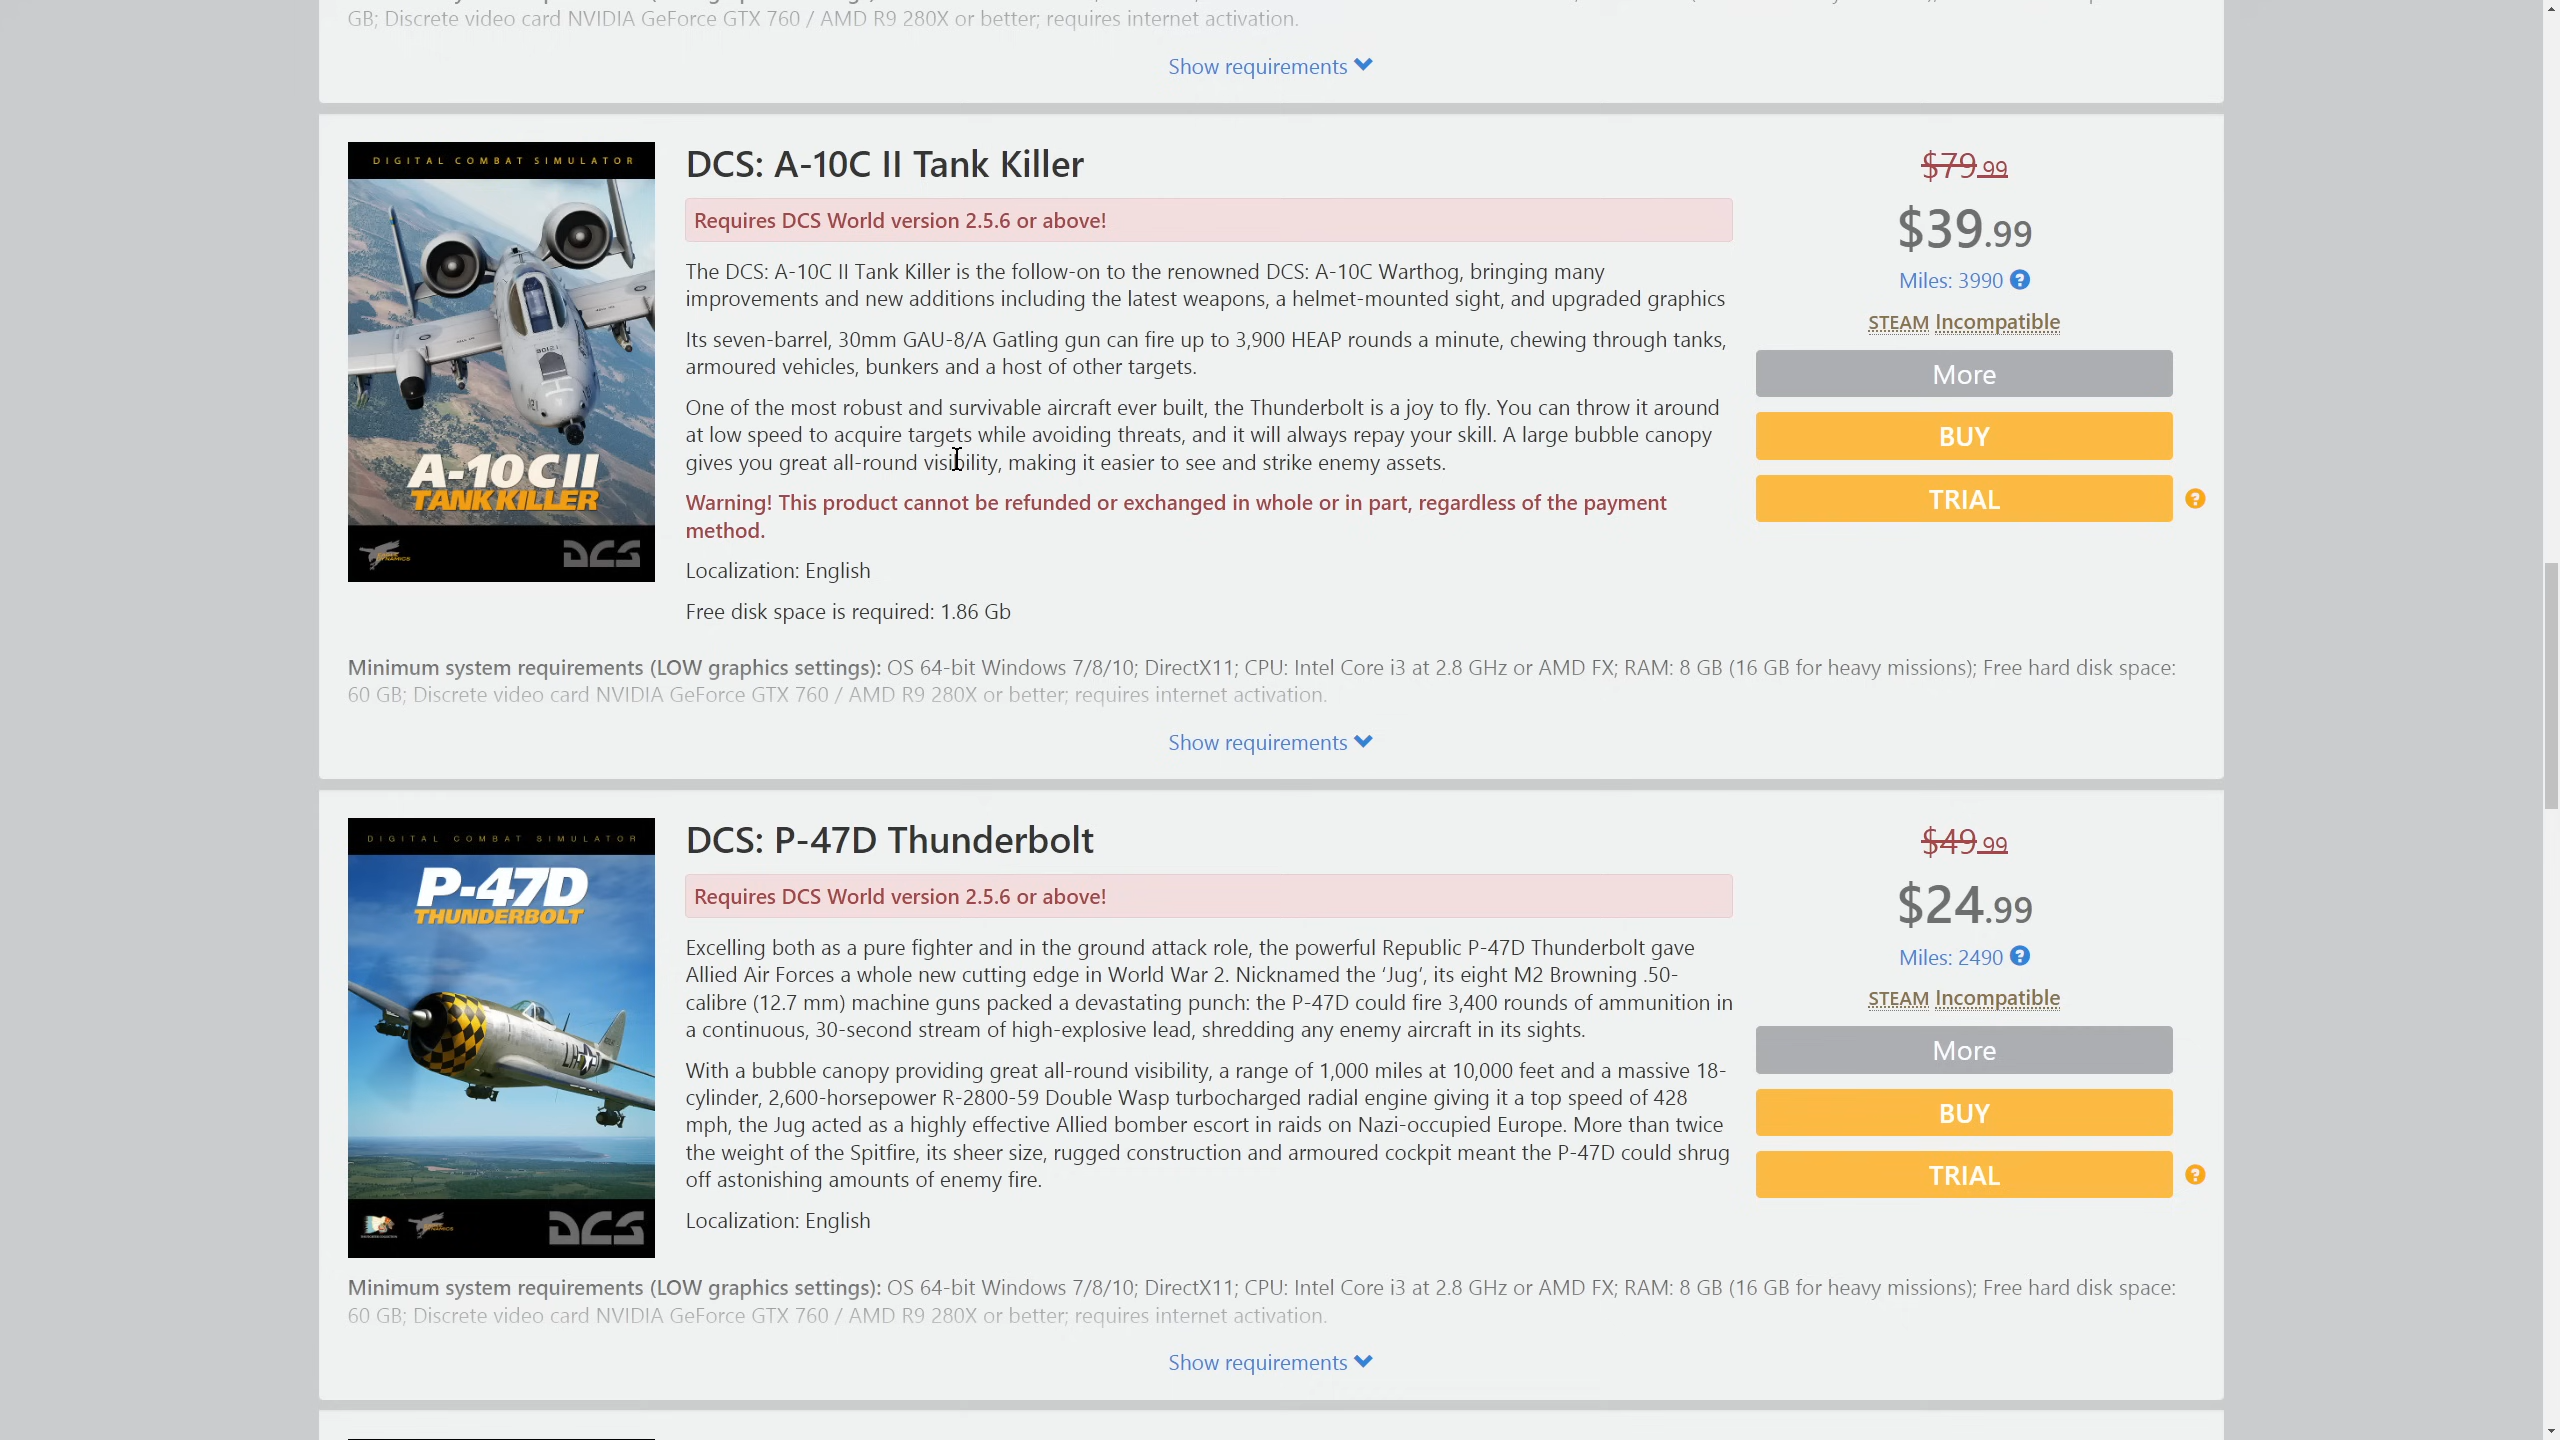 GB; Discrete video card NVIDIA GeForce GTX 760 / AMD R9 280X or better; requires internet activation.
Show requirements
DIGITAL COMBAT SIMULATOR
A-10C II
TANK KILLER
DCS
DCS: A-10C II Tank Killer
Requires DCS World version 2.5.6 or above!
The DCS: A-10C II Tank Killer is the follow-on to the renowned DCS: A-10C Warthog, bringing many
improvements and new additions including the latest weapons, a helmet-mounted sight, and upgraded graphics
Its seven-barrel, 30mm GAU-8/A Gatling gun can fire up to 3,900 HEAP rounds a minute, chewing through tanks,
armoured vehicles, bunkers and a host of other targets.
One of the most robust and survivable aircraft ever built, the Thunderbolt is a joy to fly. You can throw it around
at low speed to acquire targets while avoiding threats, and it will always repay your skill. A large bubble canopy
gives you great all-round visibility, making it easier to see and strike enemy assets.
Warning! This product cannot be refunded or exchanged in whole or in part, regardless of the payment
method.
Localization: English
Free disk space is required: 1.86 Gb
$79.99
$39.99
Miles: 3990 ?
STEAM Incompatible
More
BUY
TRIAL ?
Minimum system requirements (LOW graphics settings): OS 64-bit Windows 7/8/10; DirectX11; CPU: Intel Core i3 at 2.8 GHz or AMD FX; RAM: 8 GB (16 GB for heavy missions); Free hard disk space:
60 GB; Discrete video card NVIDIA GeForce GTX 760 / AMD R9 280X or better; requires internet activation.
Show requirements
DIGITAL COMBAT SIMULATOR
P-47D
THUNDERBOLT
DCS
DCS: P-47D Thunderbolt
Requires DCS World version 2.5.6 or above!
Excelling both as a pure fighter and in the ground attack role, the powerful Republic P-47D Thunderbolt gave
Allied Air Forces a whole new cutting edge in World War 2. Nicknamed the ‘Jug’, its eight M2 Browning .50-
calibre (12.7 mm) machine guns packed a devastating punch: the P-47D could fire 3,400 rounds of ammunition in
a continuous, 30-second stream of high-explosive lead, shredding any enemy aircraft in its sights.
With a bubble canopy providing great all-round visibility, a range of 1,000 miles at 10,000 feet and a massive 18-
cylinder, 2,600-horsepower R-2800-59 Double Wasp turbocharged radial engine giving it a top speed of 428
mph, the Jug acted as a highly effective Allied bomber escort in raids on Nazi-occupied Europe. More than twice
the weight of the Spitfire, its sheer size, rugged construction and armoured cockpit meant the P-47D could shrug
off astonishing amounts of enemy fire.
Localization: English
$49.99
$24.99
Miles: 2490 ?
STEAM Incompatible
More
BUY
TRIAL ?
Minimum system requirements (LOW graphics settings): OS 64-bit Windows 7/8/10; DirectX11; CPU: Intel Core i3 at 2.8 GHz or AMD FX; RAM: 8 GB (16 GB for heavy missions); Free hard disk space:
60 GB; Discrete video card NVIDIA GeForce GTX 760 / AMD R9 280X or better; requires internet activation.
Show requirements